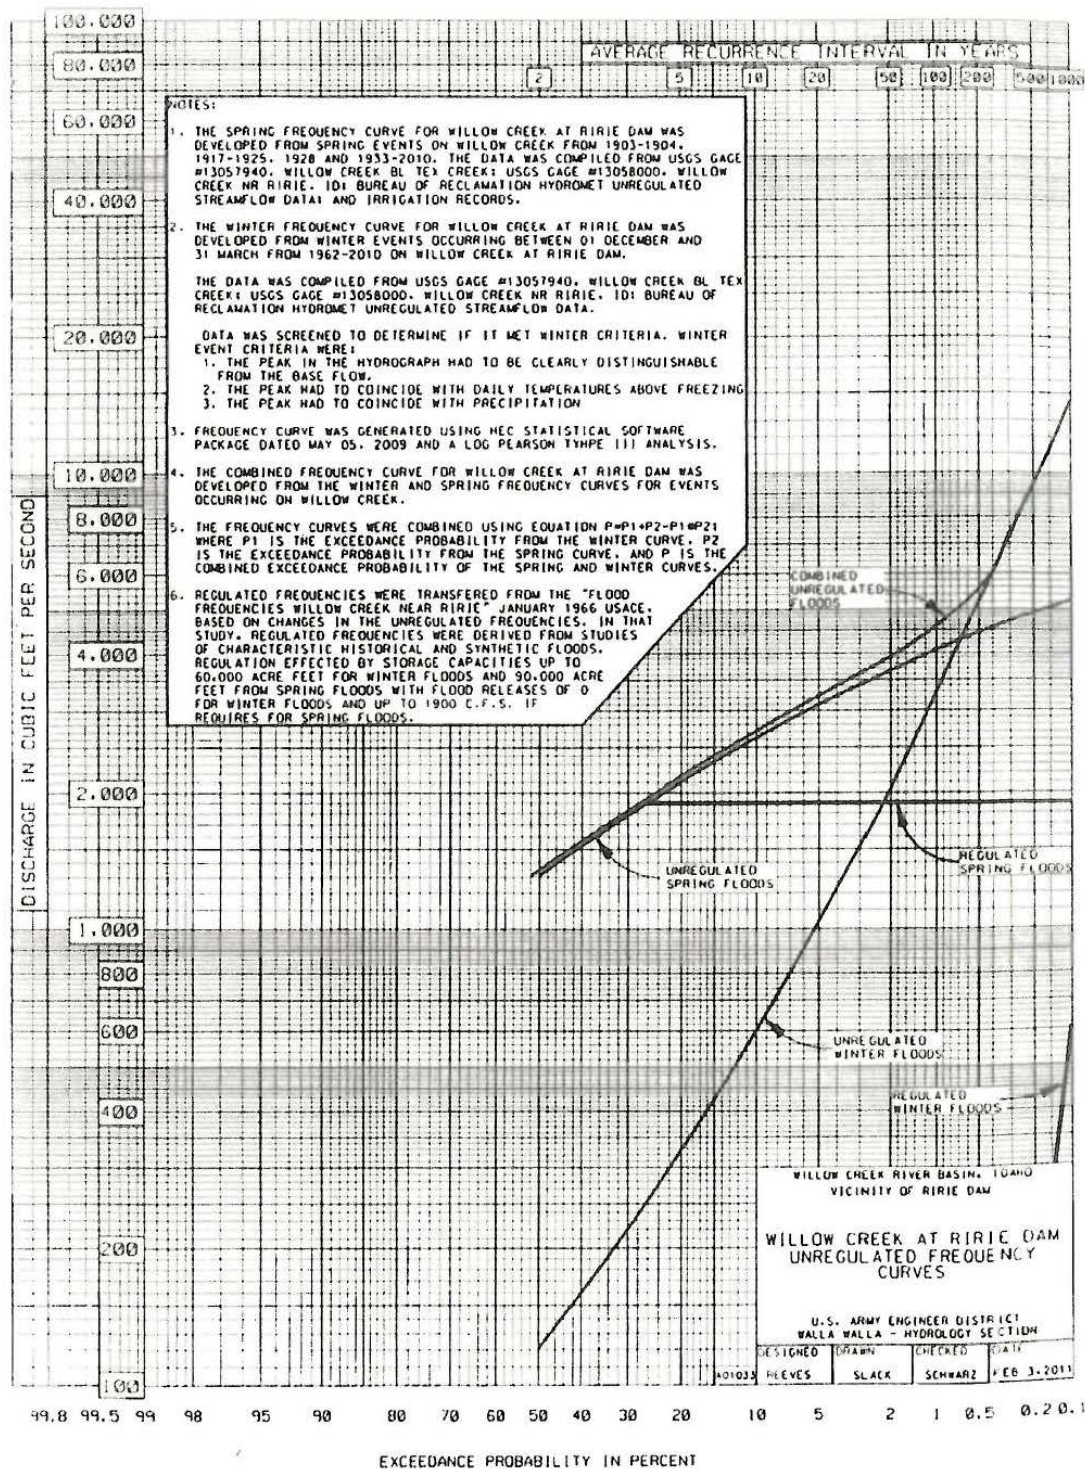 100.000
80.000
60.000
40.000
20.000
10.000
8.000
6.000
4.000
2.000
1.000
800
600
400
200
100
DISCHARGE IN CUBIC FEET PER SECOND
AVERAGE RECURRENCE INTERVAL IN YEARS
2 5 10 20 50 100 200 500 1000
NOTES:
1. THE SPRING FREQUENCY CURVE FOR WILLOW CREEK AT RIRIE DAM WAS
DEVELOPED FROM SPRING EVENTS ON WILLOW CREEK FROM 1903-1904.
1917-1925. 1928 AND 1933-2010. THE DATA WAS COMPILED FROM USGS GAGE
#13057940. WILLOW CREEK BL TEX CREEK; USGS GAGE #13058000. WILLOW
CREEK NR RIRIE. ID; BUREAU OF RECLAMATION HYDROMET UNREGULATED
STREAMFLOW DATA; AND IRRIGATION RECORDS.
2. THE WINTER FREQUENCY CURVE FOR WILLOW CREEK AT RIRIE DAM WAS
DEVELOPED FROM WINTER EVENTS OCCURRING BETWEEN 01 DECEMBER AND
31 MARCH FROM 1962-2010 ON WILLOW CREEK AT RIRIE DAM.
THE DATA WAS COMPILED FROM USGS GAGE #13057940. WILLOW CREEK BL TEX
CREEK; USGS GAGE #13058000. WILLOW CREEK NR RIRIE. ID; BUREAU OF
RECLAMATION HYDROMET UNREGULATED STREAMFLOW DATA.
DATA WAS SCREENED TO DETERMINE IF IT MET WINTER CRITERIA. WINTER
EVENT CRITERIA WERE:
1. THE PEAK IN THE HYDROGRAPH HAD TO BE CLEARLY DISTINGUISHABLE
FROM THE BASE FLOW.
2. THE PEAK HAD TO COINCIDE WITH DAILY TEMPERATURES ABOVE FREEZING
3. THE PEAK HAD TO COINCIDE WITH PRECIPITATION
3. FREQUENCY CURVE WAS GENERATED USING HEC STATISTICAL SOFTWARE
PACKAGE DATED MAY 05. 2009 AND A LOG PEARSON TYHPE III ANALYSIS.
4. THE COMBINED FREQUENCY CURVE FOR WILLOW CREEK AT RIRIE DAM WAS
DEVELOPED FROM THE WINTER AND SPRING FREQUENCY CURVES FOR EVENTS
OCCURRING ON WILLOW CREEK.
5. THE FREQUENCY CURVES WERE COMBINED USING EQUATION P=P1+P2-P1*P2;
WHERE P1 IS THE EXCEEDANCE PROBABILITY FROM THE WINTER CURVE. P2
IS THE EXCEEDANCE PROBABILITY FROM THE SPRING CURVE. AND P IS THE
COMBINED EXCEEDANCE PROBABILITY OF THE SPRING AND WINTER CURVES.
6. REGULATED FREQUENCIES WERE TRANSFERED FROM THE "FLOOD
FREQUENCIES WILLOW CREEK NEAR RIRIE" JANUARY 1966 USACE.
BASED ON CHANGES IN THE UNREGULATED FREQUENCIES. IN THAT
STUDY. REGULATED FREQUENCIES WERE DERIVED FROM STUDIES
OF CHARACTERISTIC HISTORICAL AND SYNTHETIC FLOODS.
REGULATION EFFECTED BY STORAGE CAPACITIES UP TO
60.000 ACRE FEET FOR WINTER FLOODS AND 90.000 ACRE
FEET FROM SPRING FLOODS WITH FLOOD RELEASES OF 0
FOR WINTER FLOODS AND UP TO 1900 C.F.S. IF
REQUIRES FOR SPRING FLOODS.
COMBINED
UNREGULATED
FLOODS
UNREGULATED
SPRING FLOODS
REGULATED
SPRING FLOODS
UNREGULATED
WINTER FLOODS
REGULATED
WINTER FLOODS
WILLOW CREEK RIVER BASIN. IDAHO
VICINITY OF RIRIE DAM
WILLOW CREEK AT RIRIE DAM
UNREGULATED FREQUENCY
CURVES
U.S. ARMY ENGINEER DISTRICT
WALLA WALLA - HYDROLOGY SECTION
DESIGNED DRAWN CHECKED DATE
A01033 REEVES SLACK SCHWARZ FEB 3.2011
99.8 99.5 99 98 95 90 80 70 60 50 40 30 20 10 5 2 1 0.5 0.2 0.1
EXCEEDANCE PROBABILITY IN PERCENT